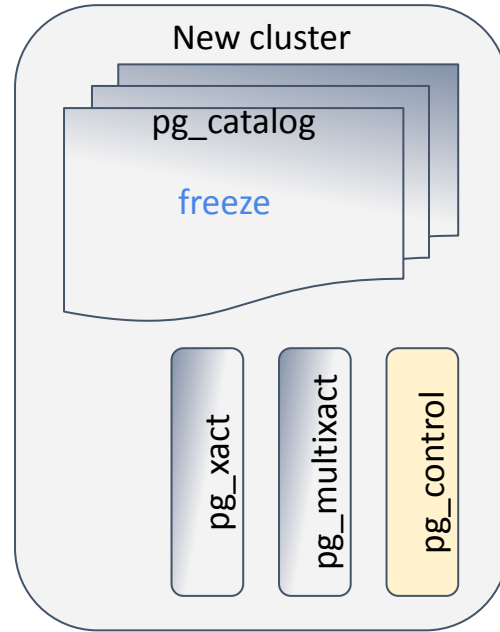 New cluster
pg_catalog
freeze
pg_xact
pg_multixact
pg_control